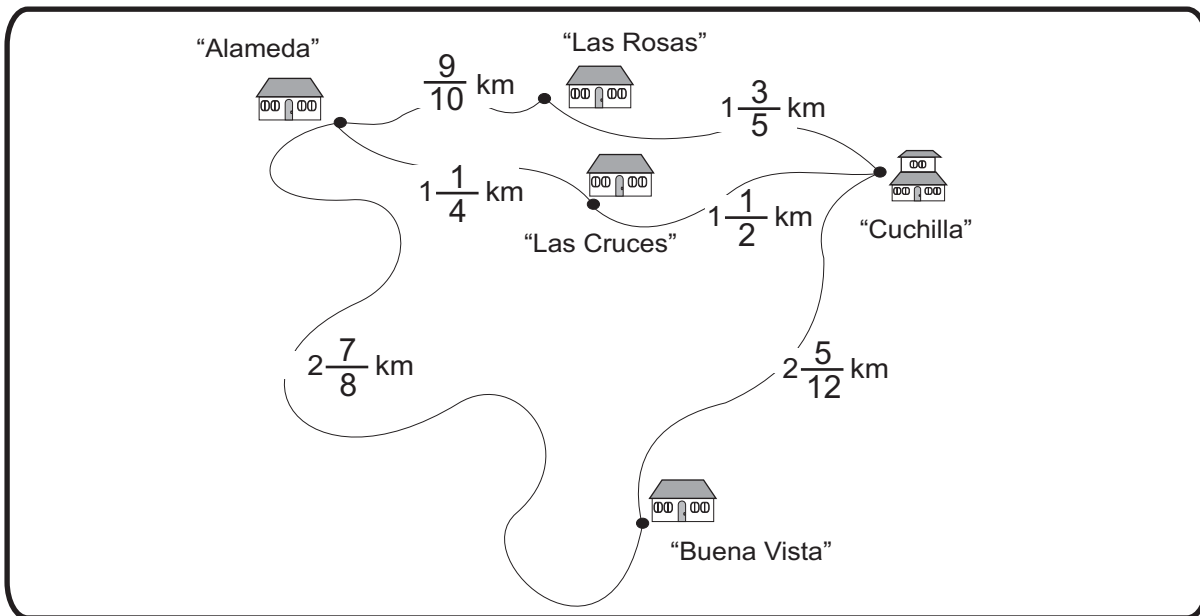 “Las Rosas”
“Alameda”
9/10 km
1 3/5 km
1 1/4 km
1 1/2 km
“Las Cruces”
“Cuchilla”
2 7/8 km
2 5/12 km
“Buena Vista”